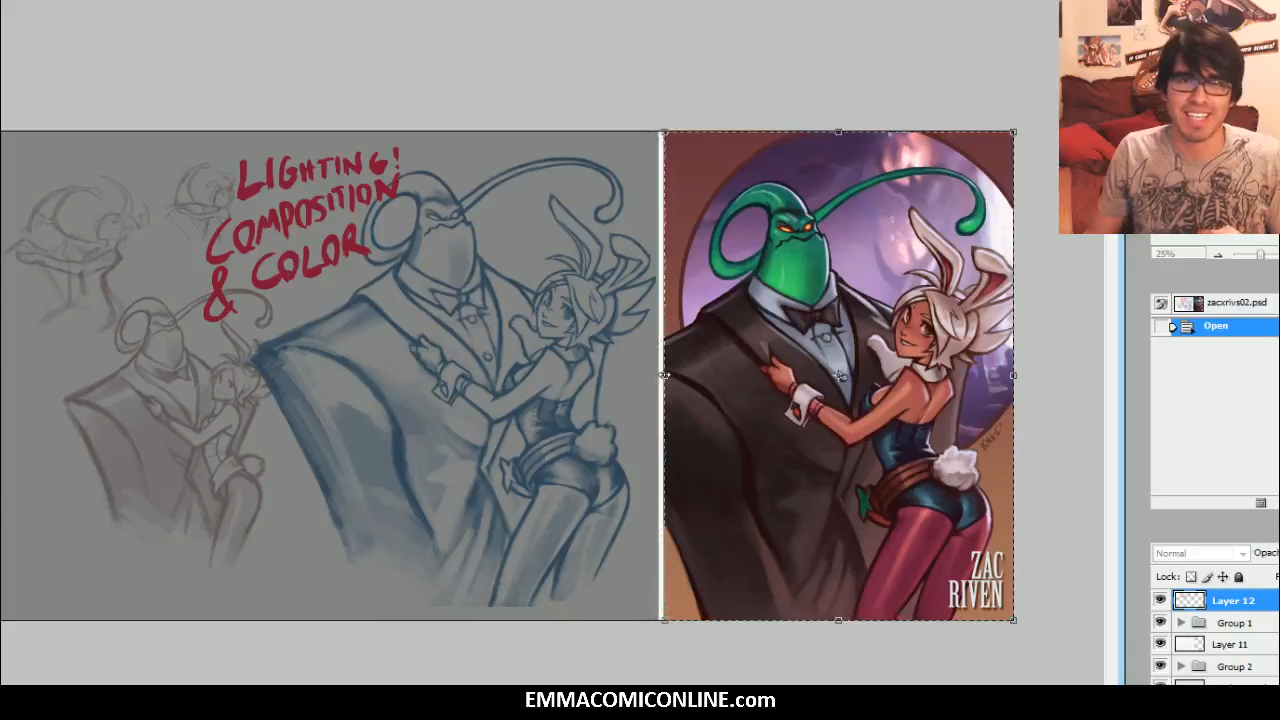 LIGHTING!
COMPOSITION
& COLOR
ZAC
RIVEN
25%
zacxrivs02.psd
Open
Normal
Opac
Lock:
Layer 12
Group 1
Layer 11
Group 2
EMMACOMICONLINE.com